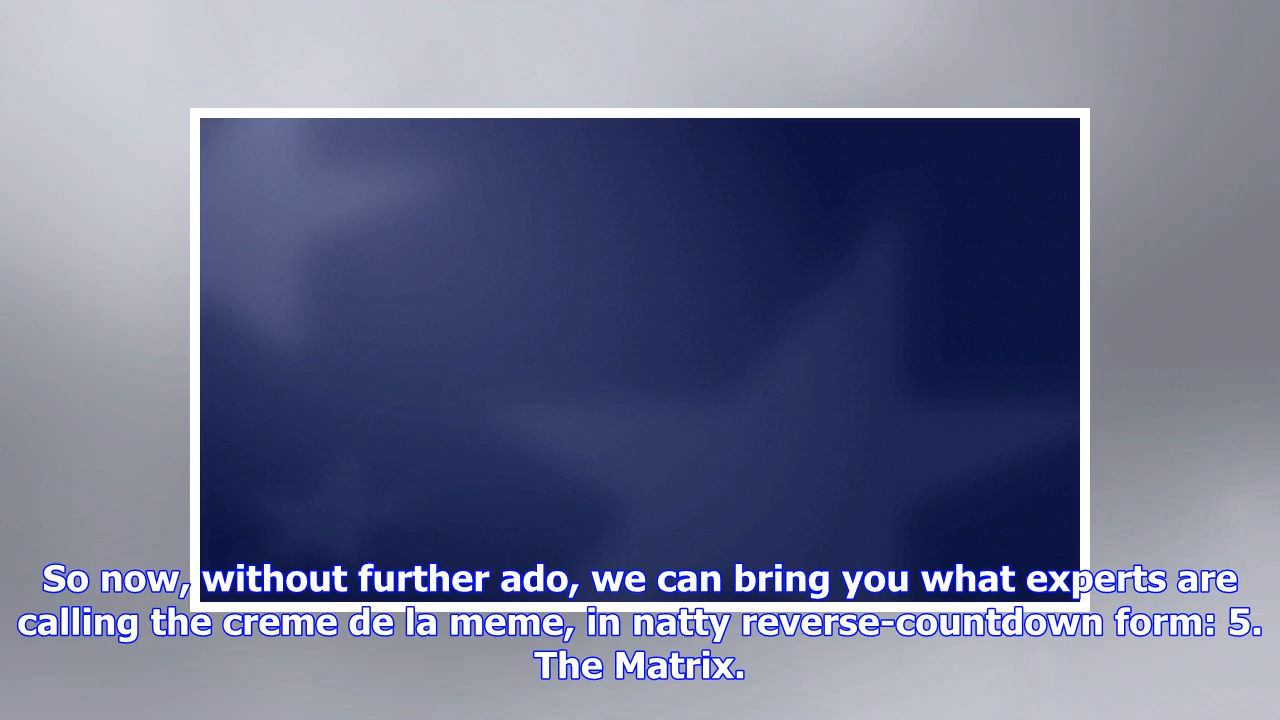 So now, without further ado, we can bring you what experts are
calling the creme de la meme, in natty reverse-countdown form: 5.
The Matrix.